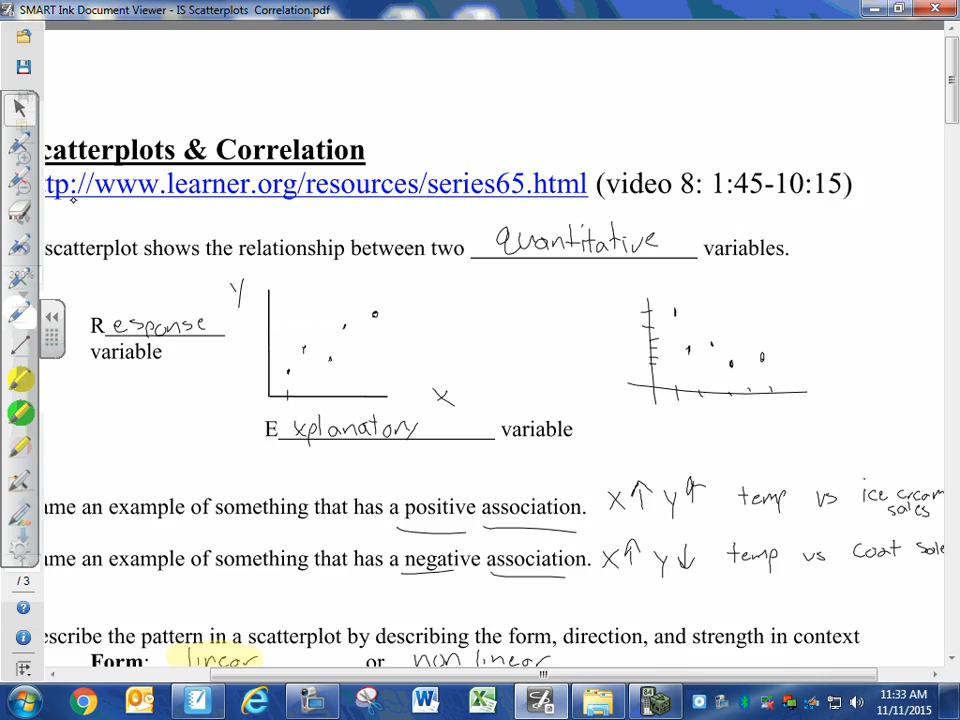 SMART Ink Document Viewer - IS Scatterplots Correlation.pdf
catterplots & Correlation
tp://www.learner.org/resources/series65.html (video 8: 1:45-10:15)
scatterplot shows the relationship between two quantitative variables.
Y
Response
variable
X
Explanatory variable
ame an example of something that has a positive association. X↑ Y↑ temp vs ice cream
sales
ame an example of something that has a negative association. X↑ Y↓ temp vs coat sale
/ 3
escribe the pattern in a scatterplot by describing the form, direction, and strength in context
Form: linear or non linear
11:33 AM
11/11/2015